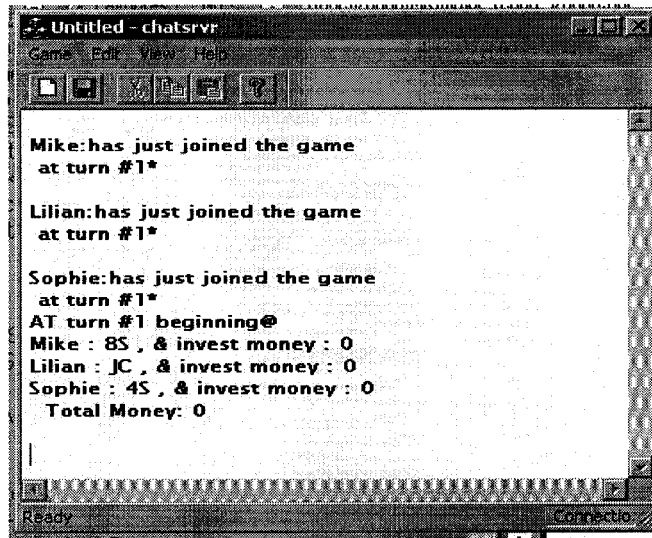 Untitled - chatsrvr
Game Edit View Help
Mike:has just joined the game
at turn #1*
Lilian:has just joined the game
at turn #1*
Sophie:has just joined the game
at turn #1*
AT turn #1 beginning@
Mike : 8S , & invest money : 0
Lilian : JC , & invest money : 0
Sophie : 4S , & invest money : 0
Total Money: 0
Ready Connectio